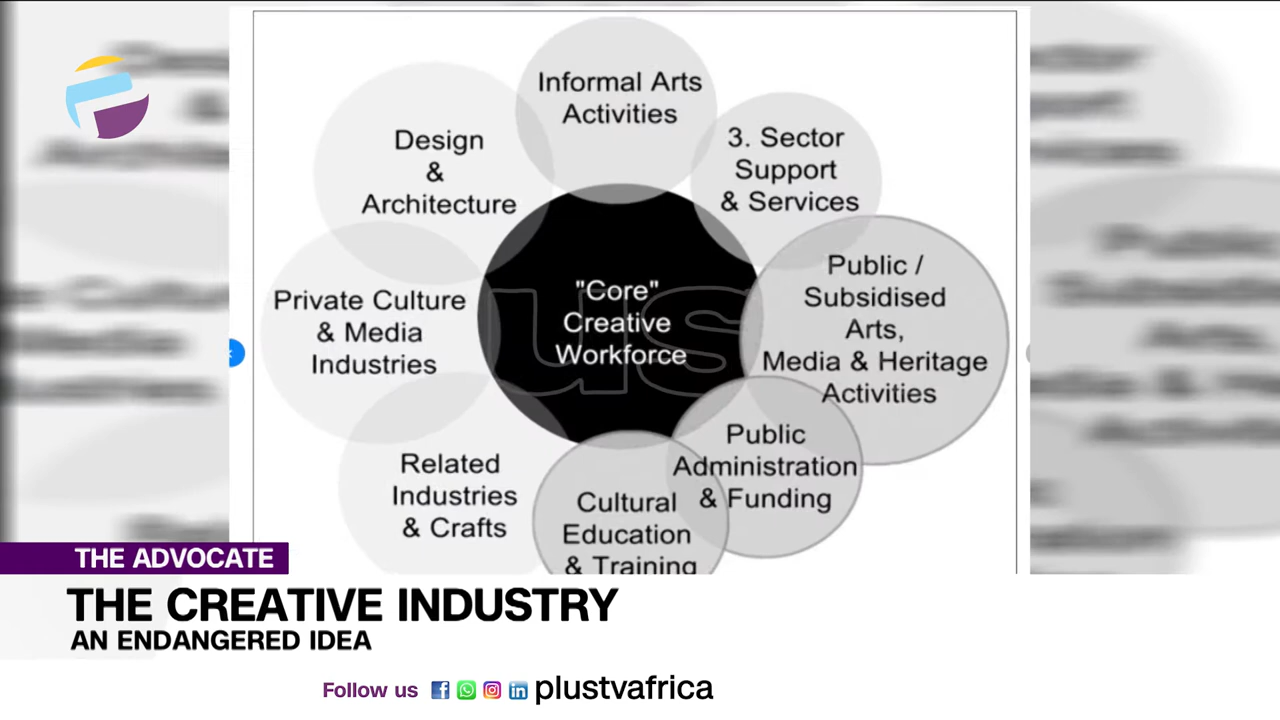 Informal Arts
Activities
Design
&
Architecture
3. Sector
Support
& Services
Private Culture
& Media
Industries
"Core"
Creative
Workforce
Public /
Subsidised
Arts,
Media & Heritage
Activities
Related
Industries
& Crafts
Cultural
Education
& Training
Public
Administration
& Funding
us
THE ADVOCATE
THE CREATIVE INDUSTRY
AN ENDANGERED IDEA
Follow us plustvafrica